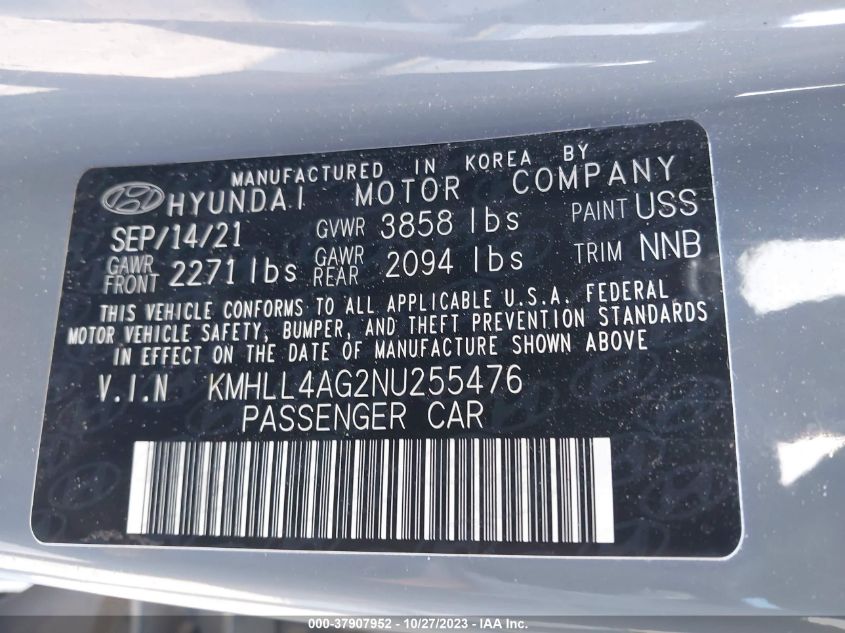 MANUFACTURED IN KOREA BY
HYUNDAI MOTOR COMPANY
SEP/14/21 GVWR 3858 lbs PAINT USS
GAWR FRONT 2271 lbs GAWR REAR 2094 lbs TRIM NNB
THIS VEHICLE CONFORMS TO ALL APPLICABLE U.S.A. FEDERAL
MOTOR VEHICLE SAFETY, BUMPER, AND THEFT PREVENTION STANDARDS
IN EFFECT ON THE DATE OF MANUFACTURE SHOWN ABOVE
V.I.N KMHLL4AG2NU255476
PASSENGER CAR
000-37907952 - 10/27/2023 - IAA Inc.